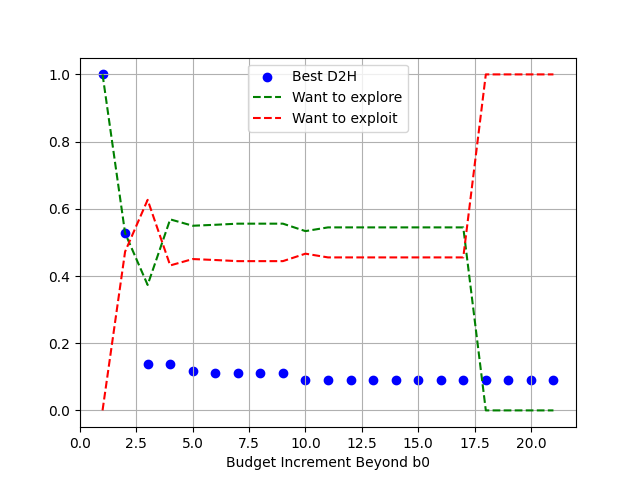 Best D2H
Want to explore
Want to exploit
1.0
0.8
0.6
0.4
0.2
0.0
0.0 2.5 5.0 7.5 10.0 12.5 15.0 17.5 20.0
Budget Increment Beyond b0